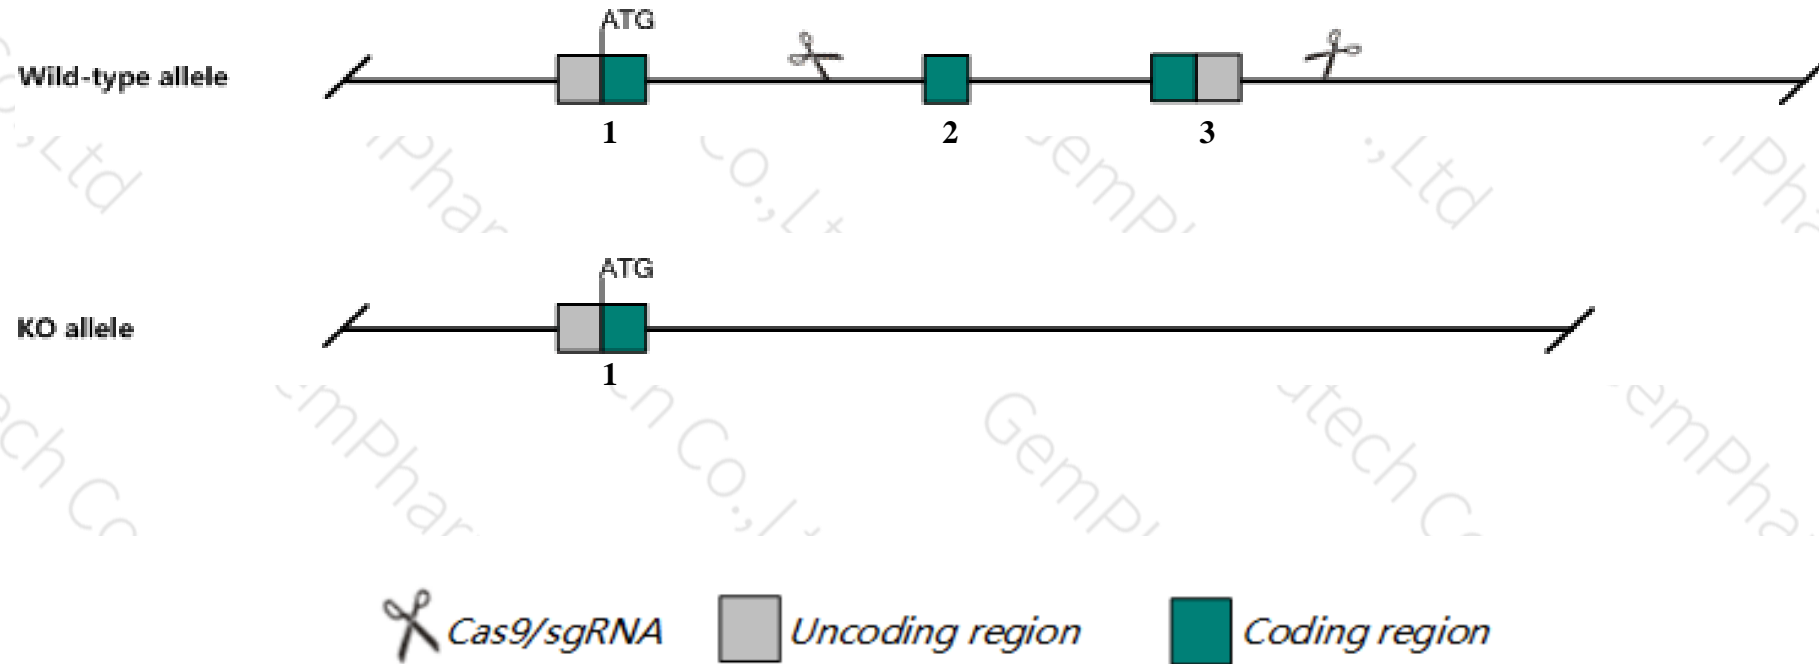 ATG
Wild-type allele
1 2 3
ATG
KO allele
1
Cas9/sgRNA Uncoding region Coding region